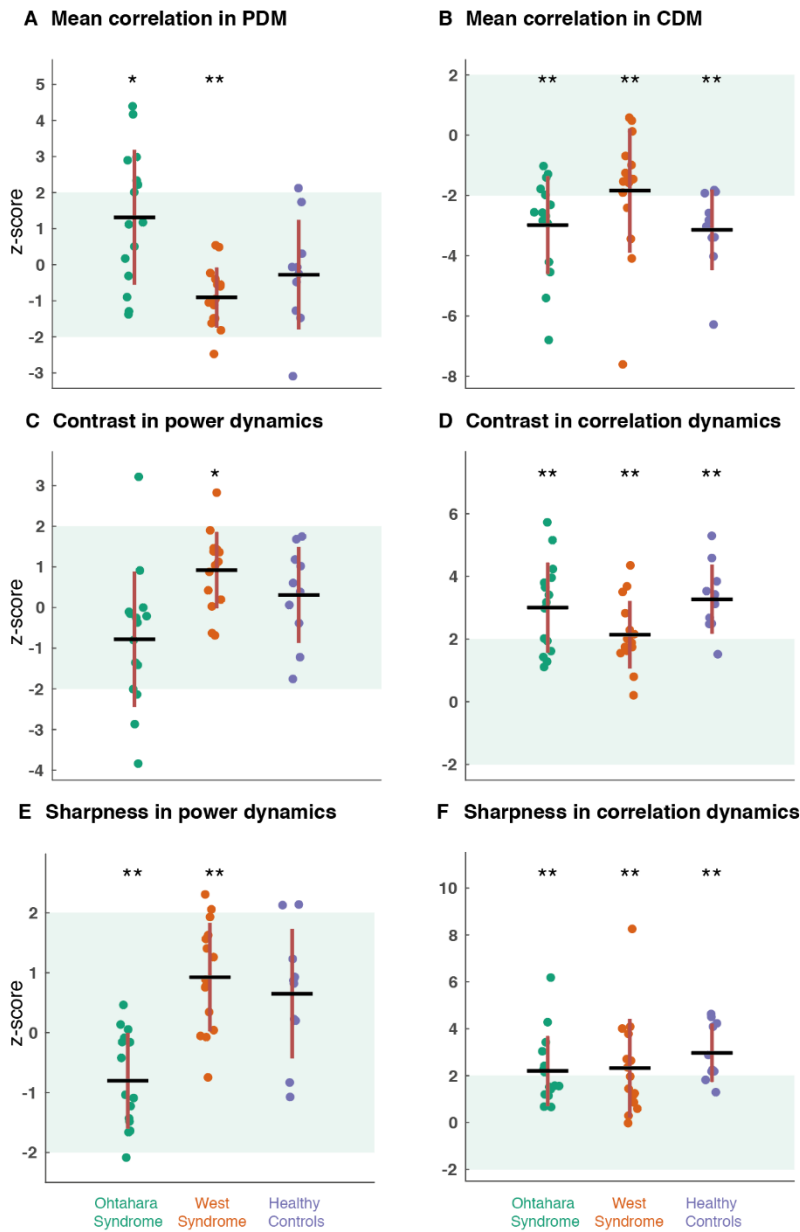 A Mean correlation in PDM
B Mean correlation in CDM
z-score
5
4
3
2
1
0
-1
-2
-3
* **
2
0
-2
-4
-6
-8
** ** **
C Contrast in power dynamics
D Contrast in correlation dynamics
z-score
3
2
1
0
-1
-2
-3
-4
*
6
4
2
0
-2
** ** **
E Sharpness in power dynamics
F Sharpness in correlation dynamics
z-score
2
1
0
-1
-2
** **
10
8
6
4
2
0
-2
** ** **
Ohtahara West Healthy
Syndrome Syndrome Controls
Ohtahara West Healthy
Syndrome Syndrome Controls